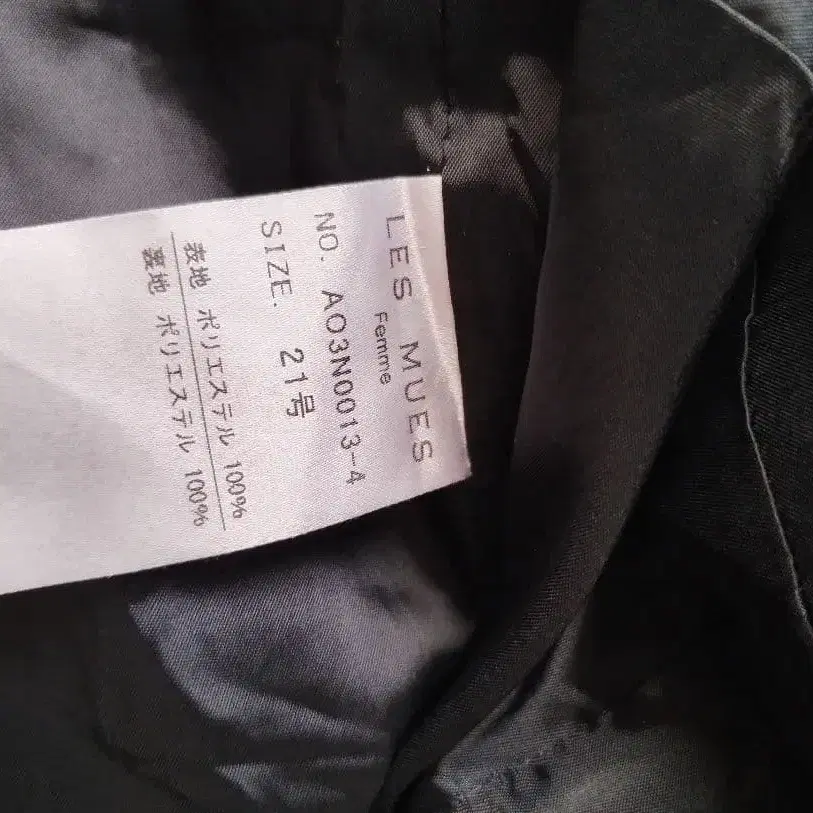 LES MUES
Femme
NO. A03N0013-4
SIZE. 21号
表地 ポリエステル 100%
裏地 ポリエステル 100%